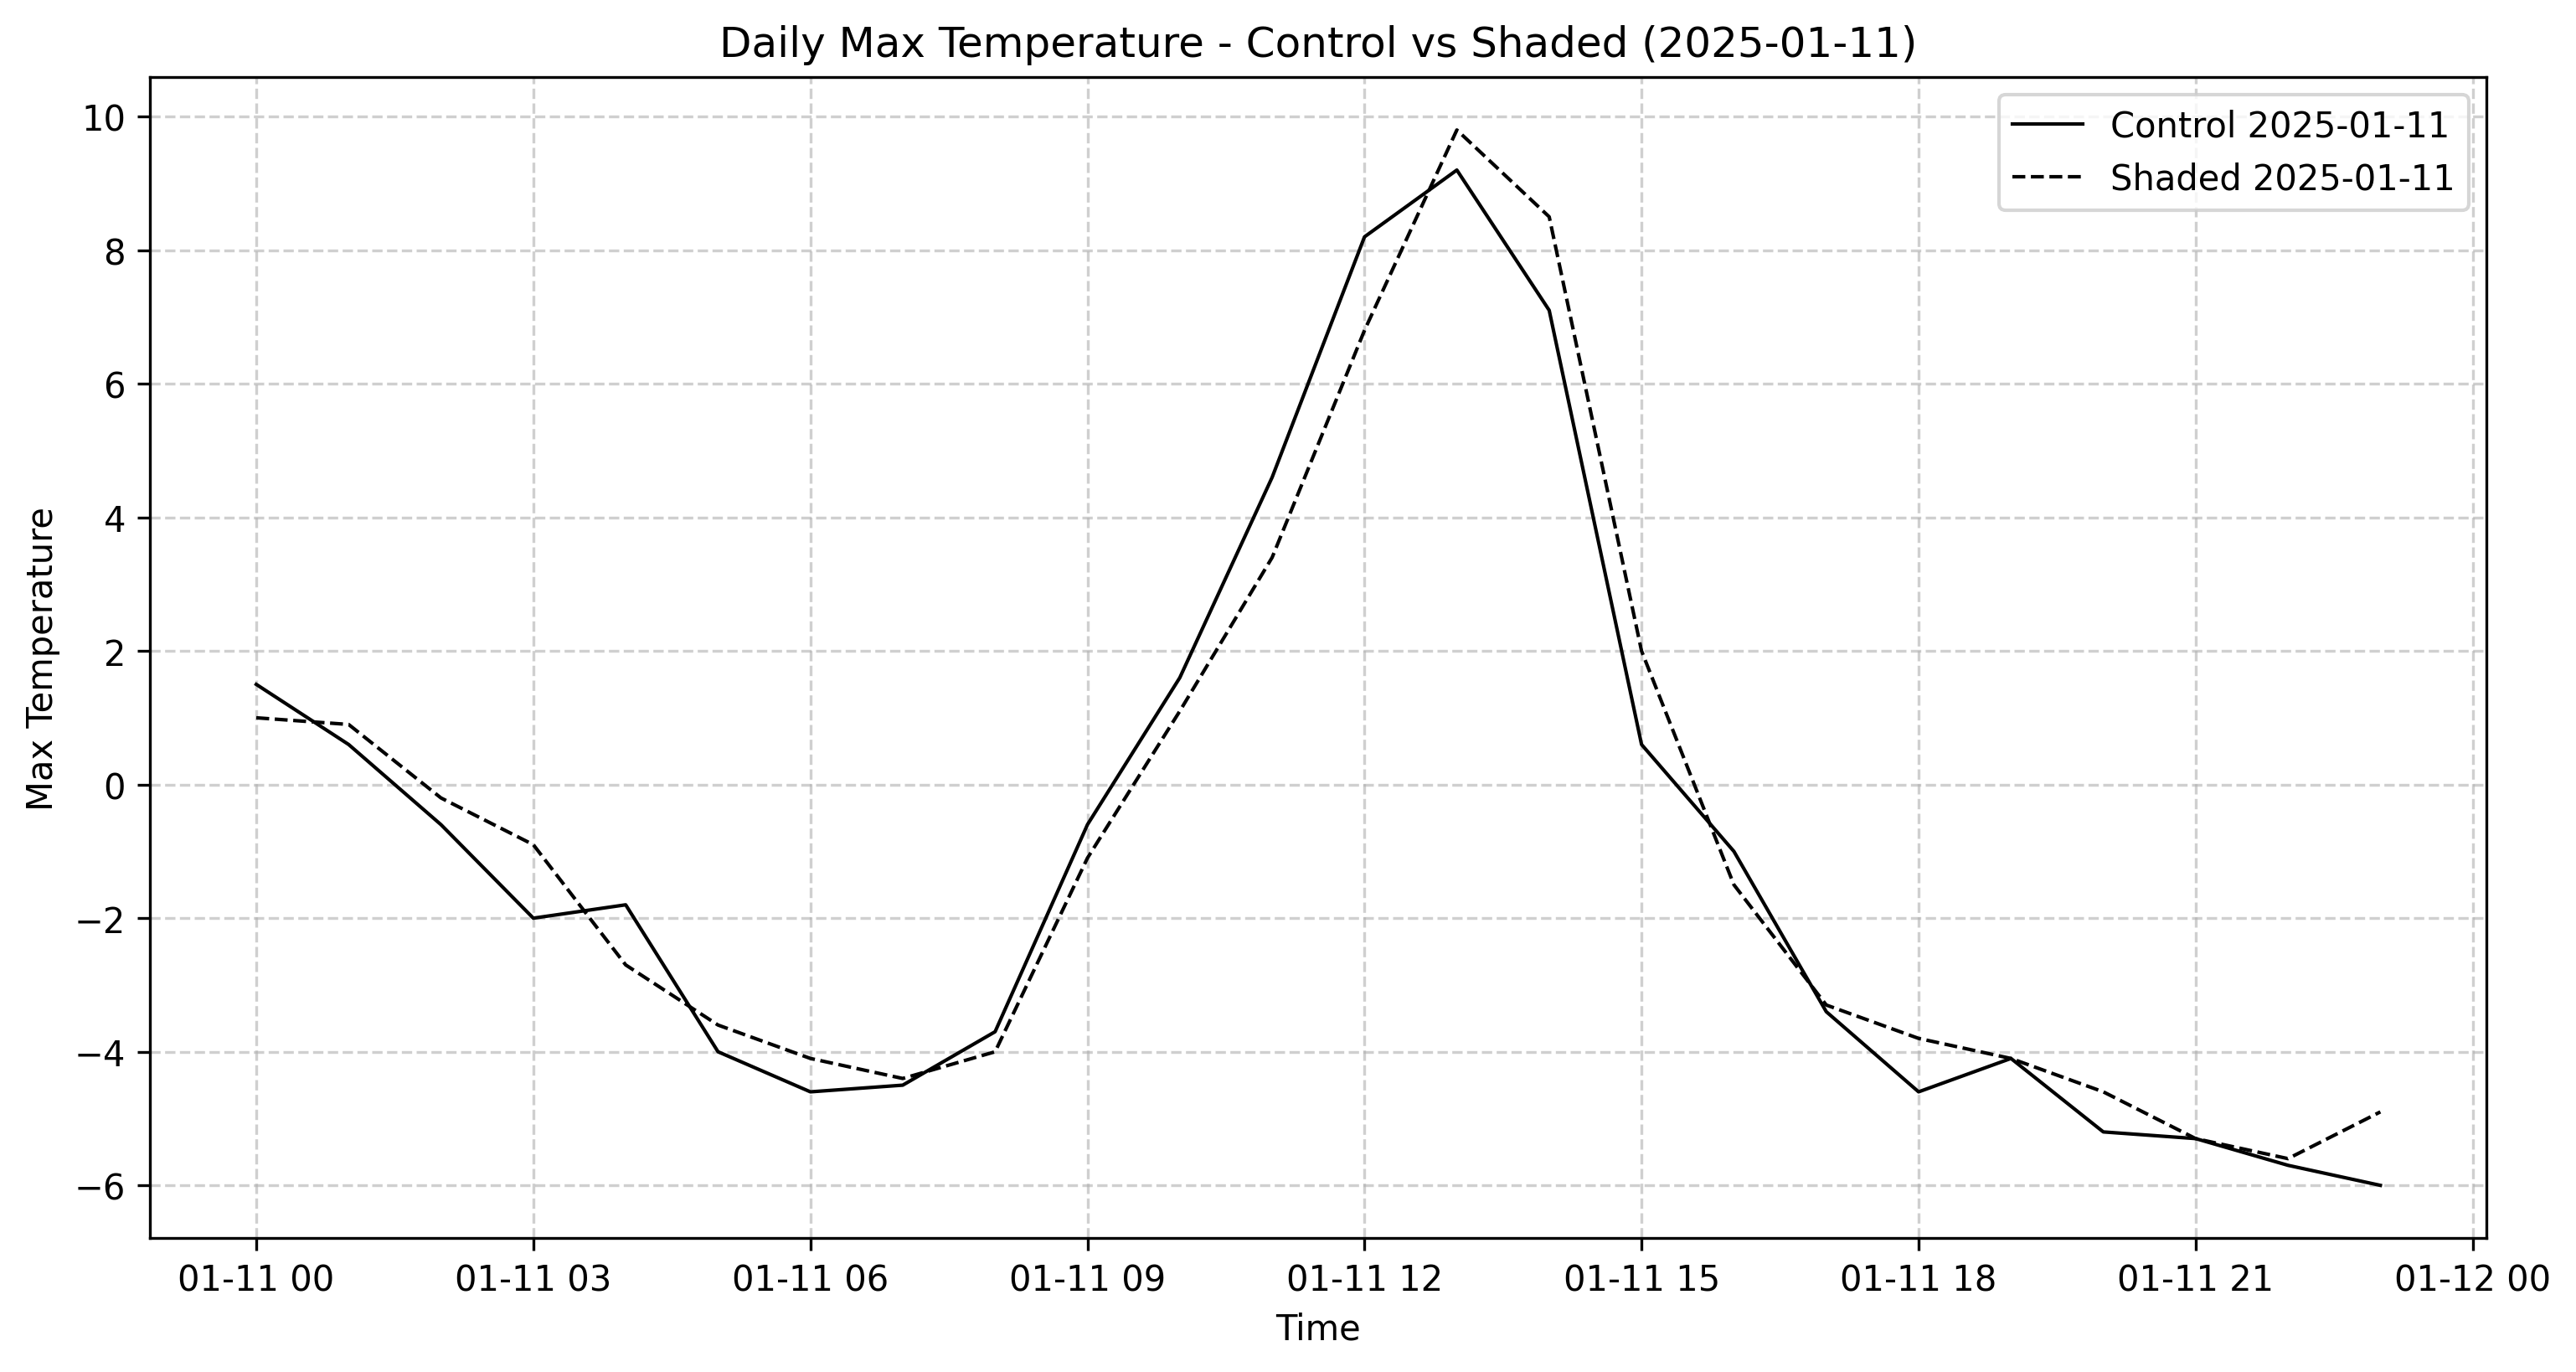 Daily Max Temperature - Control vs Shaded (2025-01-11)
Control 2025-01-11
Shaded 2025-01-11
Max Temperature
10
8
6
4
2
0
−2
−4
−6
01-11 00 01-11 03 01-11 06 01-11 09 01-11 12 01-11 15 01-11 18 01-11 21 01-12 00
Time